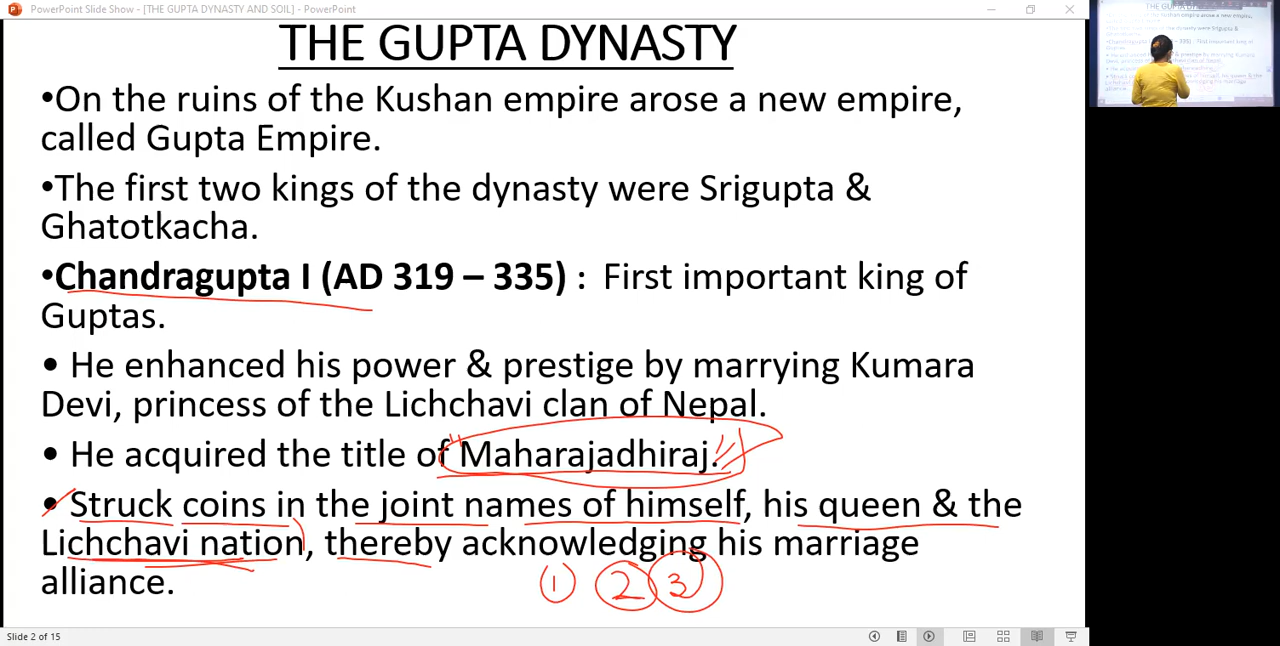 PowerPoint Slide Show - [THE GUPTA DYNASTY AND SOIL] - PowerPoint
THE GUPTA DYNASTY
•On the ruins of the Kushan empire arose a new empire,
called Gupta Empire.
•The first two kings of the dynasty were Srigupta &
Ghatotkacha.
•Chandragupta I (AD 319 – 335) : First important king of
Guptas.
• He enhanced his power & prestige by marrying Kumara
Devi, princess of the Lichchavi clan of Nepal.
• He acquired the title of "Maharajadhiraj."
• Struck coins in the joint names of himself, his queen & the
Lichchavi nation, thereby acknowledging his marriage
alliance.
1 2 3
Slide 2 of 15